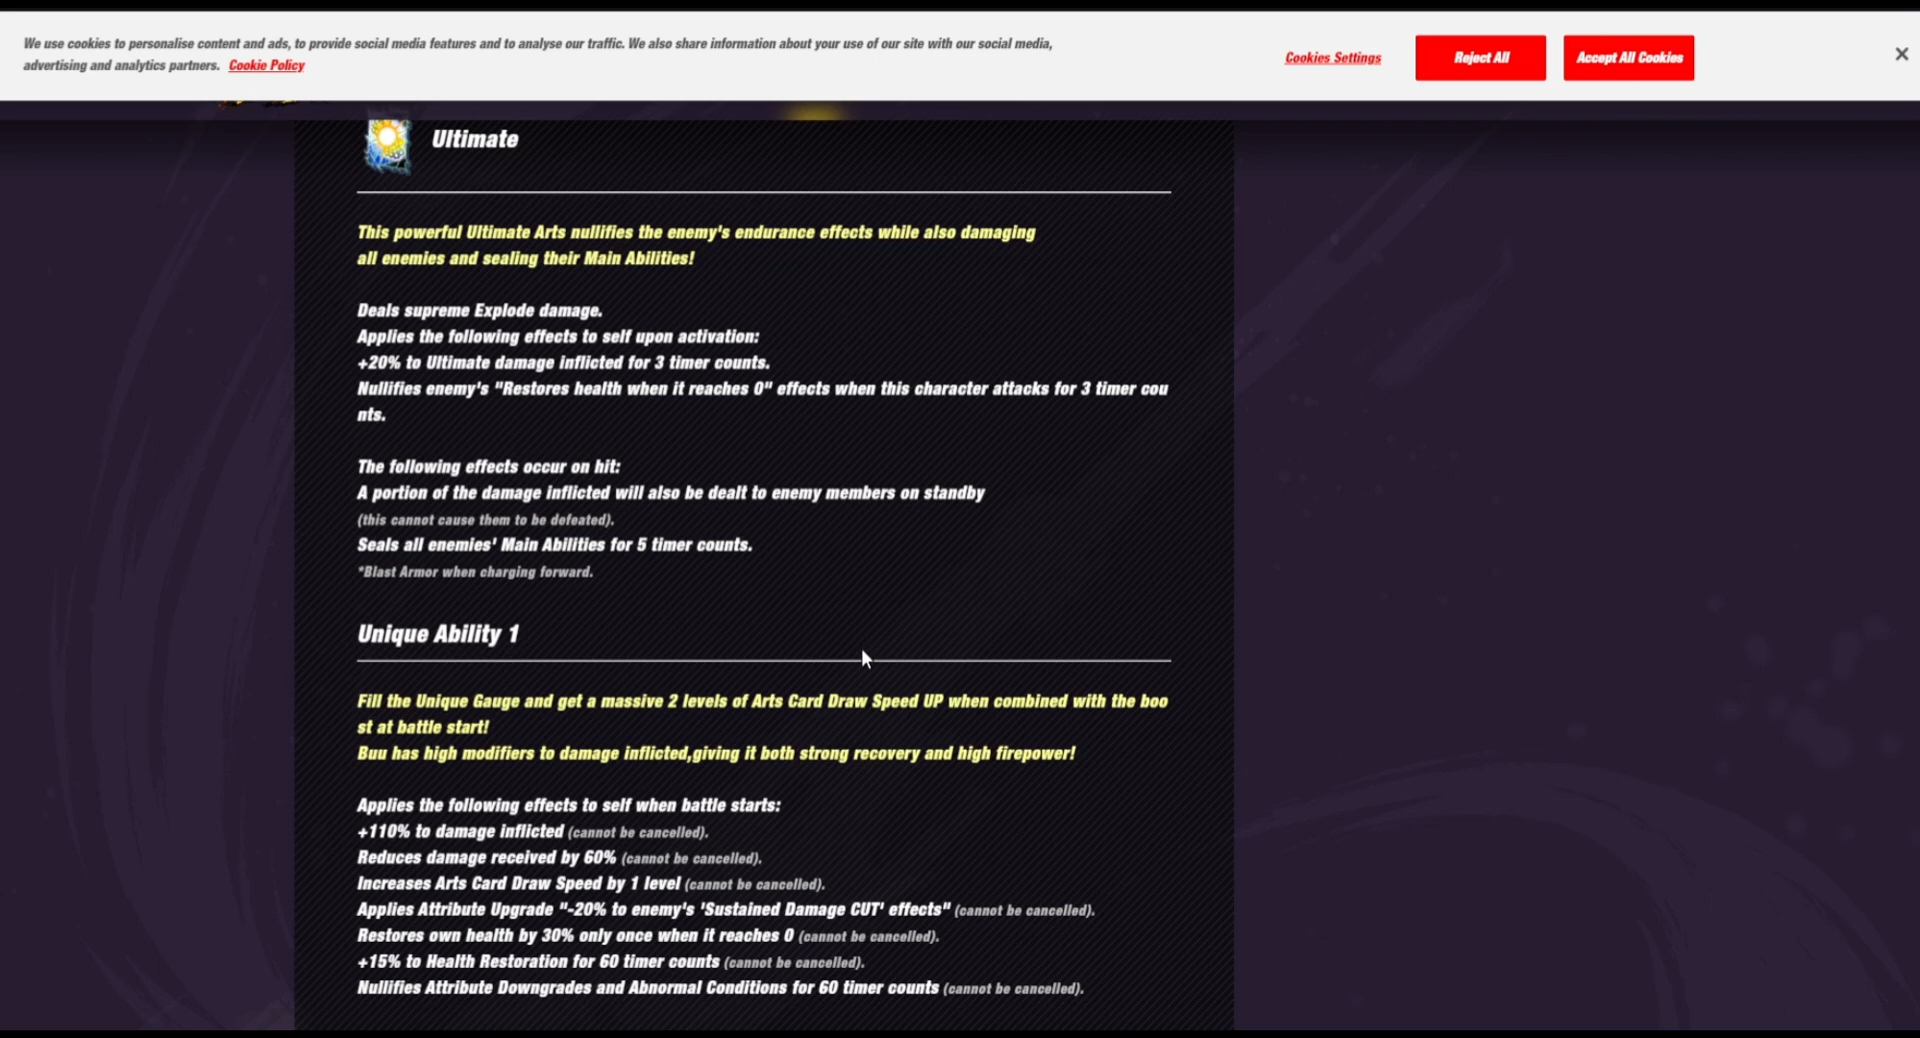 We use cookies to personalise content and ads, to provide social media features and to analyse our traffic. We also share information about your use of our site with our social media,
advertising and analytics partners. Cookie Policy
Cookies Settings
Reject All
Accept All Cookies
Ultimate
This powerful Ultimate Arts nullifies the enemy's endurance effects while also damaging
all enemies and sealing their Main Abilities!
Deals supreme Explode damage.
Applies the following effects to self upon activation:
+20% to Ultimate damage inflicted for 3 timer counts.
Nullifies enemy's "Restores health when it reaches 0" effects when this character attacks for 3 timer cou
nts.
The following effects occur on hit:
A portion of the damage inflicted will also be dealt to enemy members on standby
(this cannot cause them to be defeated).
Seals all enemies' Main Abilities for 5 timer counts.
*Blast Armor when charging forward.
Unique Ability 1
Fill the Unique Gauge and get a massive 2 levels of Arts Card Draw Speed UP when combined with the boo
st at battle start!
Buu has high modifiers to damage inflicted,giving it both strong recovery and high firepower!
Applies the following effects to self when battle starts:
+110% to damage inflicted (cannot be cancelled).
Reduces damage received by 60% (cannot be cancelled).
Increases Arts Card Draw Speed by 1 level (cannot be cancelled).
Applies Attribute Upgrade "-20% to enemy's 'Sustained Damage CUT' effects" (cannot be cancelled).
Restores own health by 30% only once when it reaches 0 (cannot be cancelled).
+15% to Health Restoration for 60 timer counts (cannot be cancelled).
Nullifies Attribute Downgrades and Abnormal Conditions for 60 timer counts (cannot be cancelled).